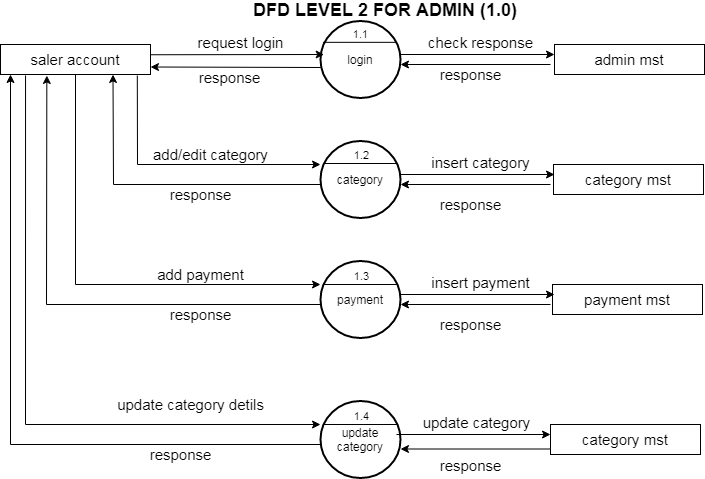 DFD LEVEL 2 FOR ADMIN (1.0)
1.1
request login
check response
saler account
login
admin mst
response
response
1.2
add/edit category
insert category
category
category mst
response
response
1.3
add payment
insert payment
payment
payment mst
response
response
update category detils
1.4
update category
update
category
category mst
response
response